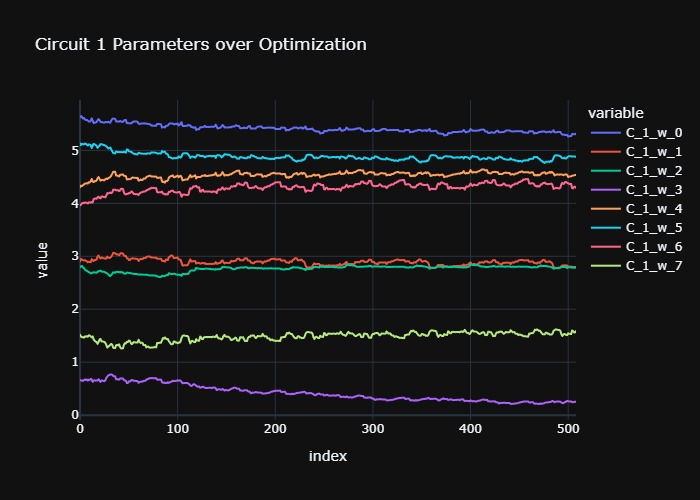 Circuit 1 Parameters over Optimization
variable
C_1_w_0
C_1_w_1
C_1_w_2
C_1_w_3
C_1_w_4
C_1_w_5
C_1_w_6
C_1_w_7
value
5
4
3
2
1
0
0 100 200 300 400 500
index